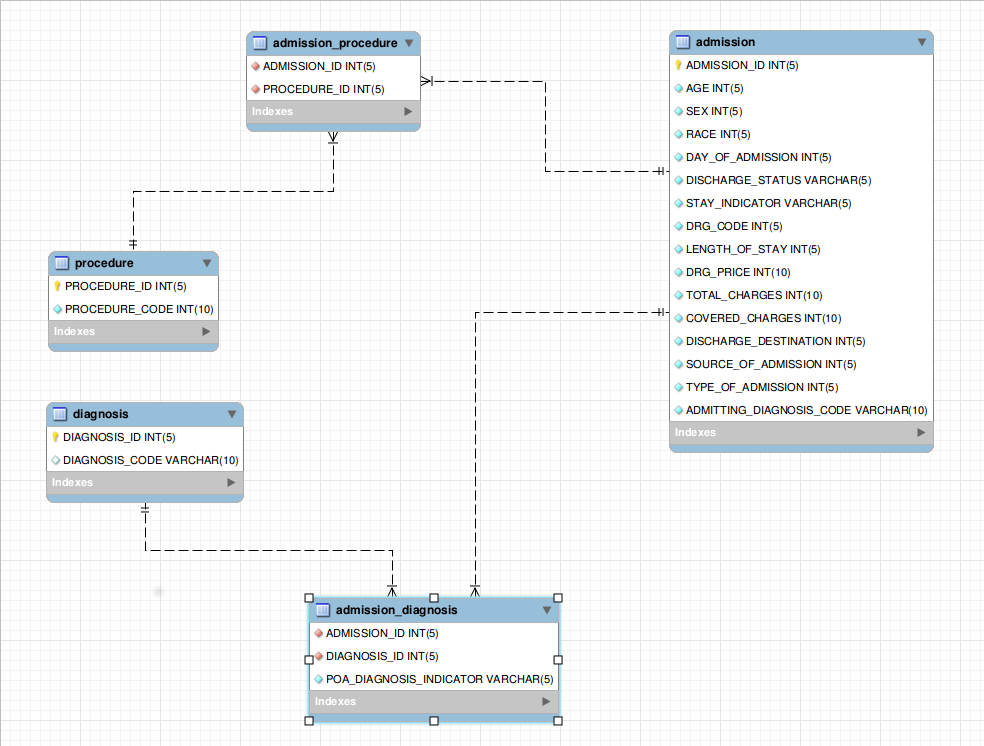 admission_procedure
ADMISSION_ID INT(5)
PROCEDURE_ID INT(5)
Indexes
admission
ADMISSION_ID INT(5)
AGE INT(5)
SEX INT(5)
RACE INT(5)
DAY_OF_ADMISSION INT(5)
DISCHARGE_STATUS VARCHAR(5)
STAY_INDICATOR VARCHAR(5)
DRG_CODE INT(5)
LENGTH_OF_STAY INT(5)
DRG_PRICE INT(10)
TOTAL_CHARGES INT(10)
COVERED_CHARGES INT(10)
DISCHARGE_DESTINATION INT(5)
SOURCE_OF_ADMISSION INT(5)
TYPE_OF_ADMISSION INT(5)
ADMITTING_DIAGNOSIS_CODE VARCHAR(10)
Indexes
procedure
PROCEDURE_ID INT(5)
PROCEDURE_CODE INT(10)
Indexes
diagnosis
DIAGNOSIS_ID INT(5)
DIAGNOSIS_CODE VARCHAR(10)
Indexes
admission_diagnosis
ADMISSION_ID INT(5)
DIAGNOSIS_ID INT(5)
POA_DIAGNOSIS_INDICATOR VARCHAR(5)
Indexes